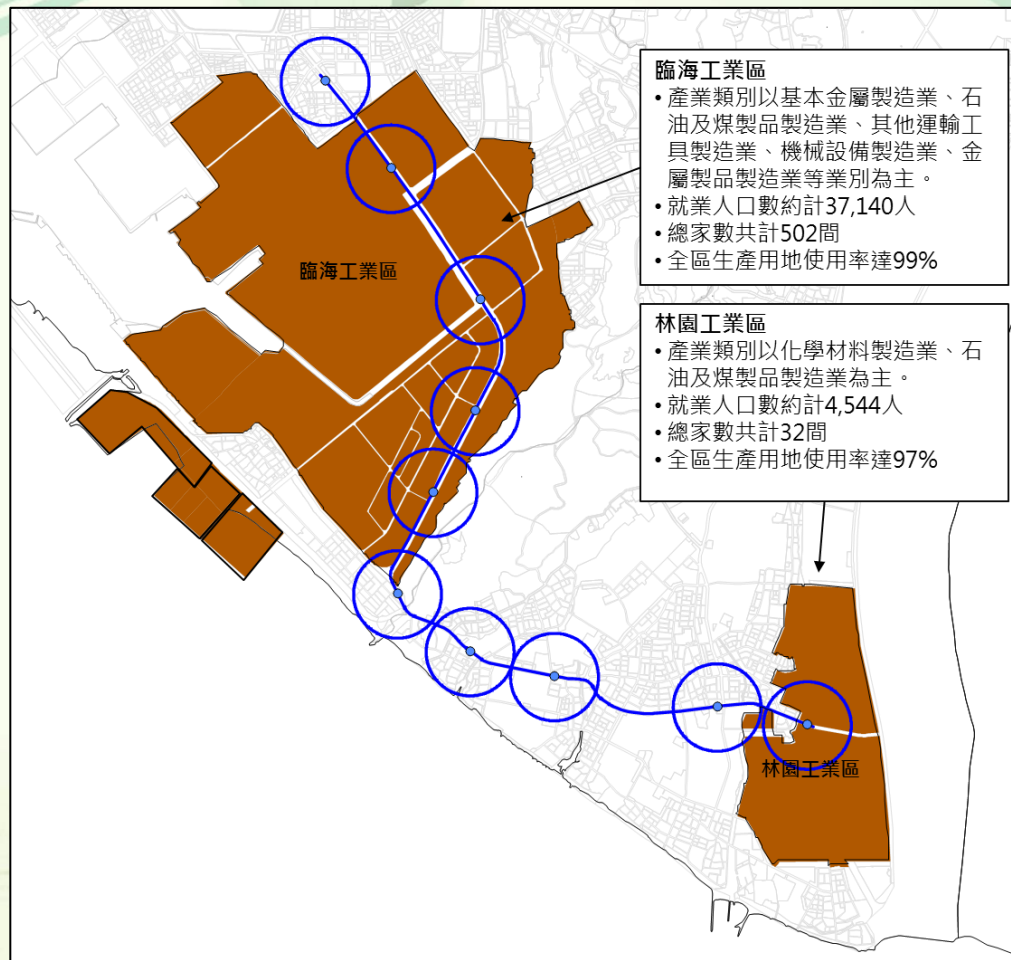 臨海工業區
• 產業類別以基本金屬製造業、石
油及煤製品製造業、其他運輸工
具製造業、機械設備製造業、金
屬製品製造業等業別為主。
• 就業人口數約計37,140人
• 總家數共計502間
• 全區生產用地使用率達99%
臨海工業區
林園工業區
• 產業類別以化學材料製造業、石
油及煤製品製造業為主。
• 就業人口數約計4,544人
• 總家數共計32間
• 全區生產用地使用率達97%
林園工業區